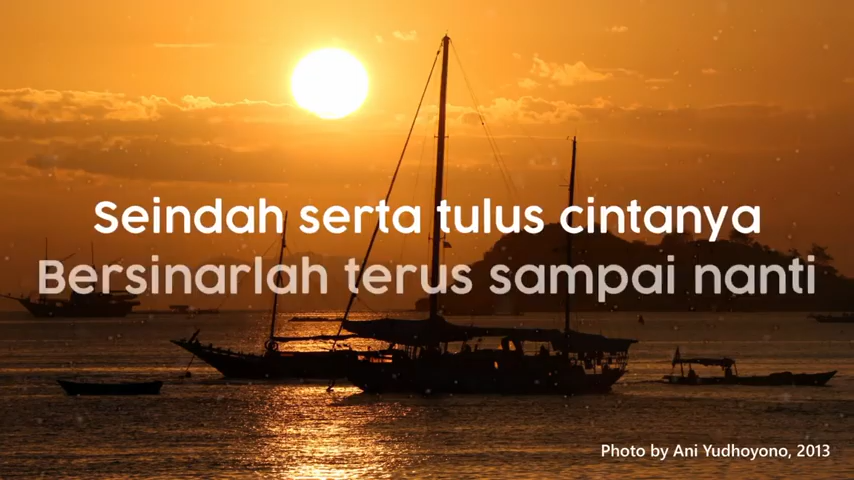 Seindah serta tulus cintanya
Bersinarlah terus sampai nanti
Photo by Ani Yudhoyono, 2013